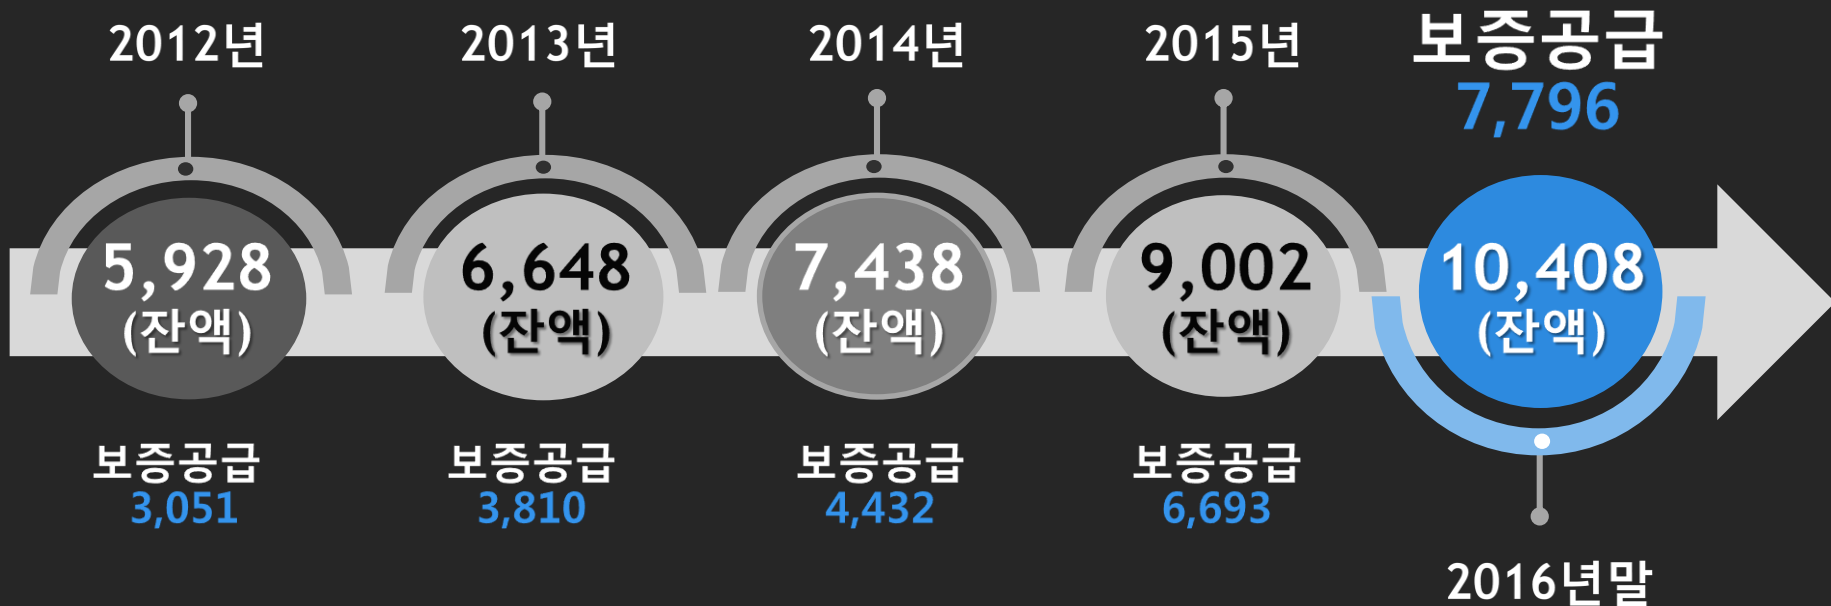 2012년
5,928
(잔액)
보증공급
3,051
2013년
6,648
(잔액)
보증공급
3,810
2014년
7,438
(잔액)
보증공급
4,432
2015년
9,002
(잔액)
보증공급
6,693
보증공급
7,796
10,408
(잔액)
2016년말